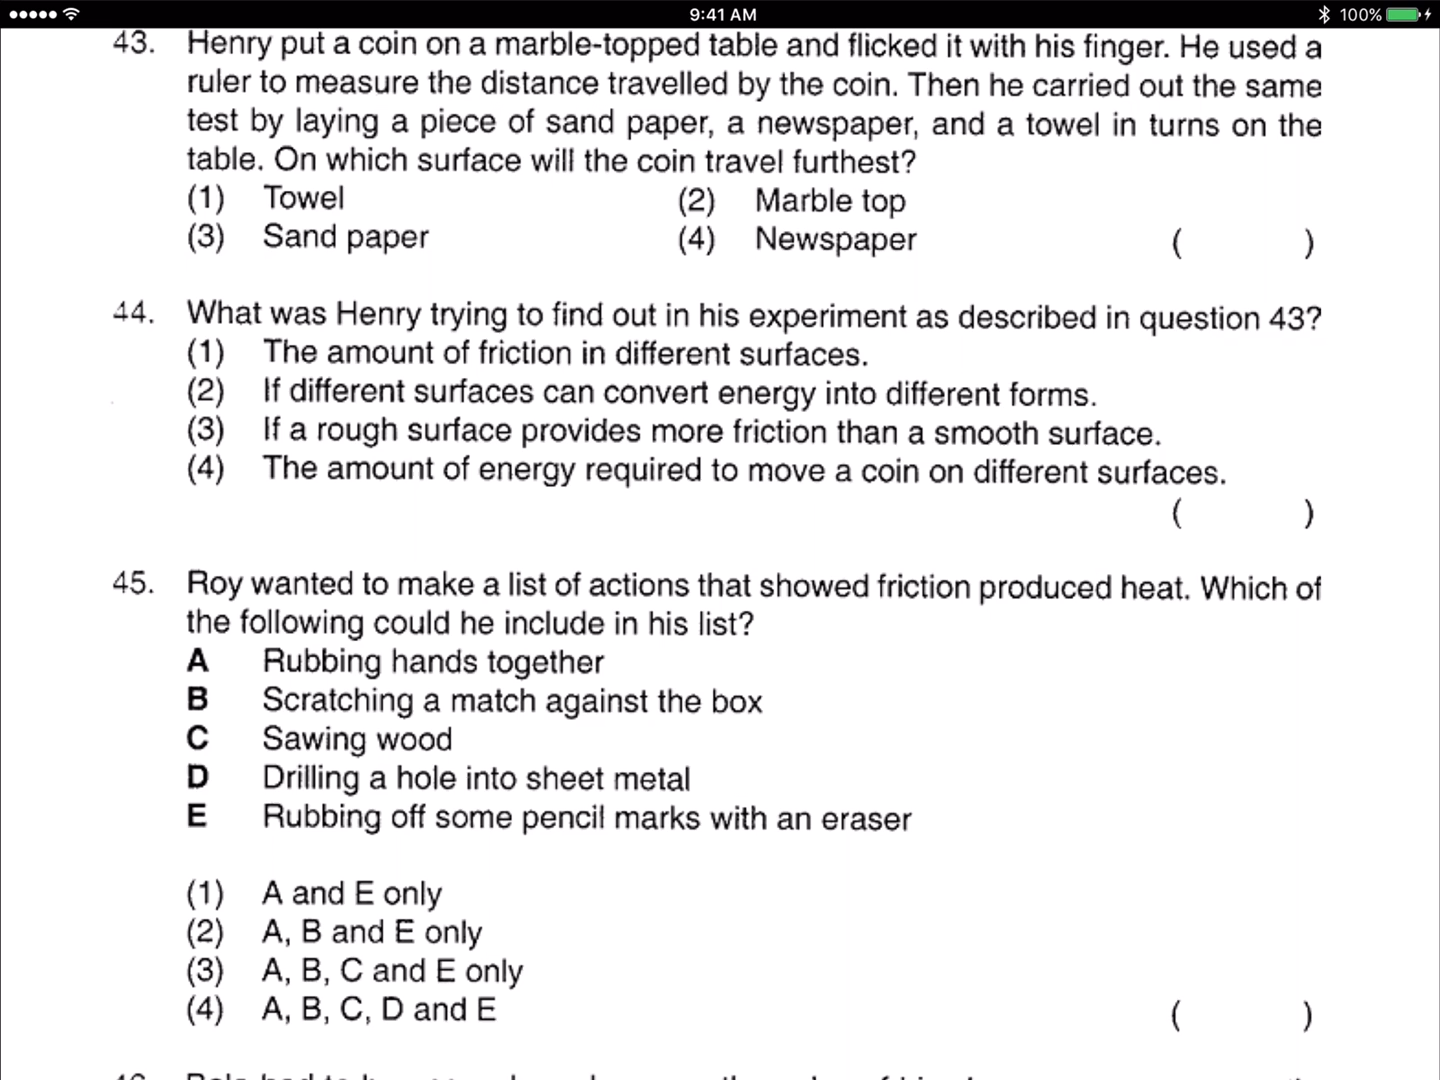 9:41 AM
100%
43. Henry put a coin on a marble-topped table and flicked it with his finger. He used a
ruler to measure the distance travelled by the coin. Then he carried out the same
test by laying a piece of sand paper, a newspaper, and a towel in turns on the
table. On which surface will the coin travel furthest?
(1) Towel (2) Marble top
(3) Sand paper (4) Newspaper ( )
44. What was Henry trying to find out in his experiment as described in question 43?
(1) The amount of friction in different surfaces.
(2) If different surfaces can convert energy into different forms.
(3) If a rough surface provides more friction than a smooth surface.
(4) The amount of energy required to move a coin on different surfaces.
( )
45. Roy wanted to make a list of actions that showed friction produced heat. Which of
the following could he include in his list?
A Rubbing hands together
B Scratching a match against the box
C Sawing wood
D Drilling a hole into sheet metal
E Rubbing off some pencil marks with an eraser
(1) A and E only
(2) A, B and E only
(3) A, B, C and E only
(4) A, B, C, D and E ( )